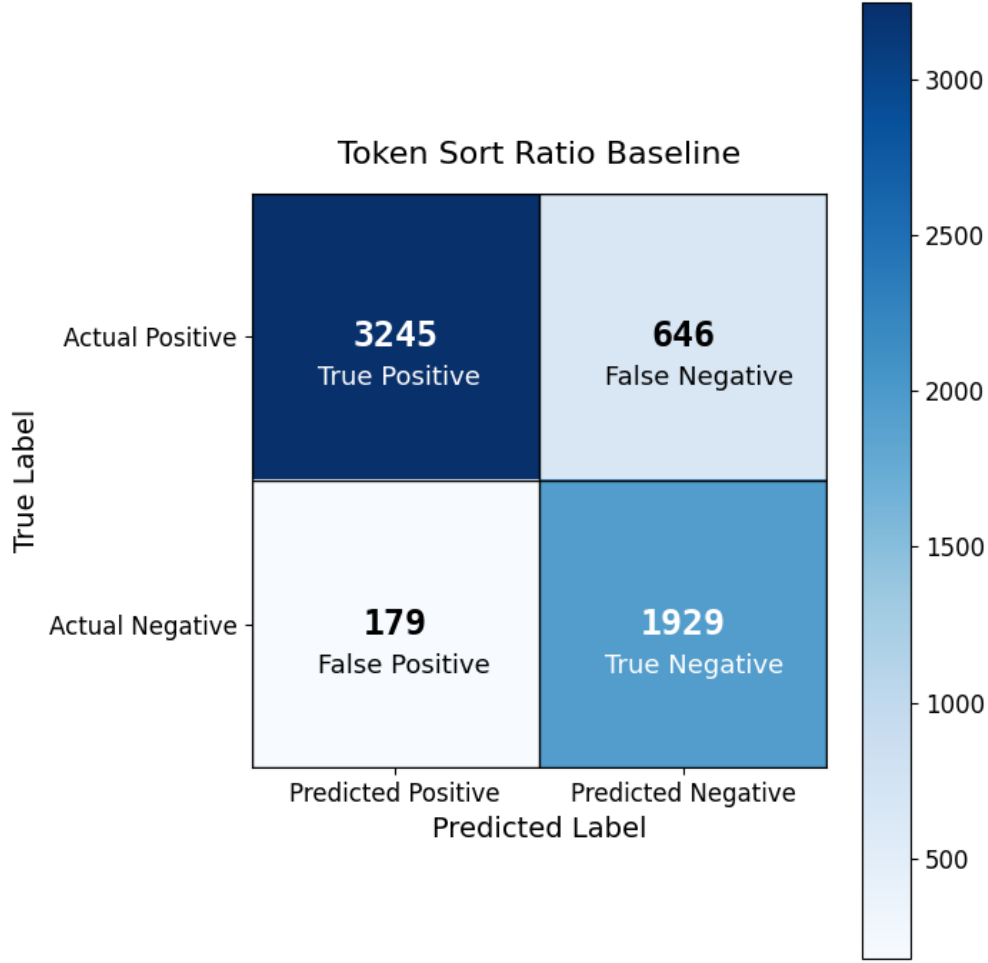 Token Sort Ratio Baseline
True Label
Actual Positive
3245
True Positive
646
False Negative
Actual Negative
179
False Positive
1929
True Negative
Predicted Positive
Predicted Negative
Predicted Label
3000
2500
2000
1500
1000
500